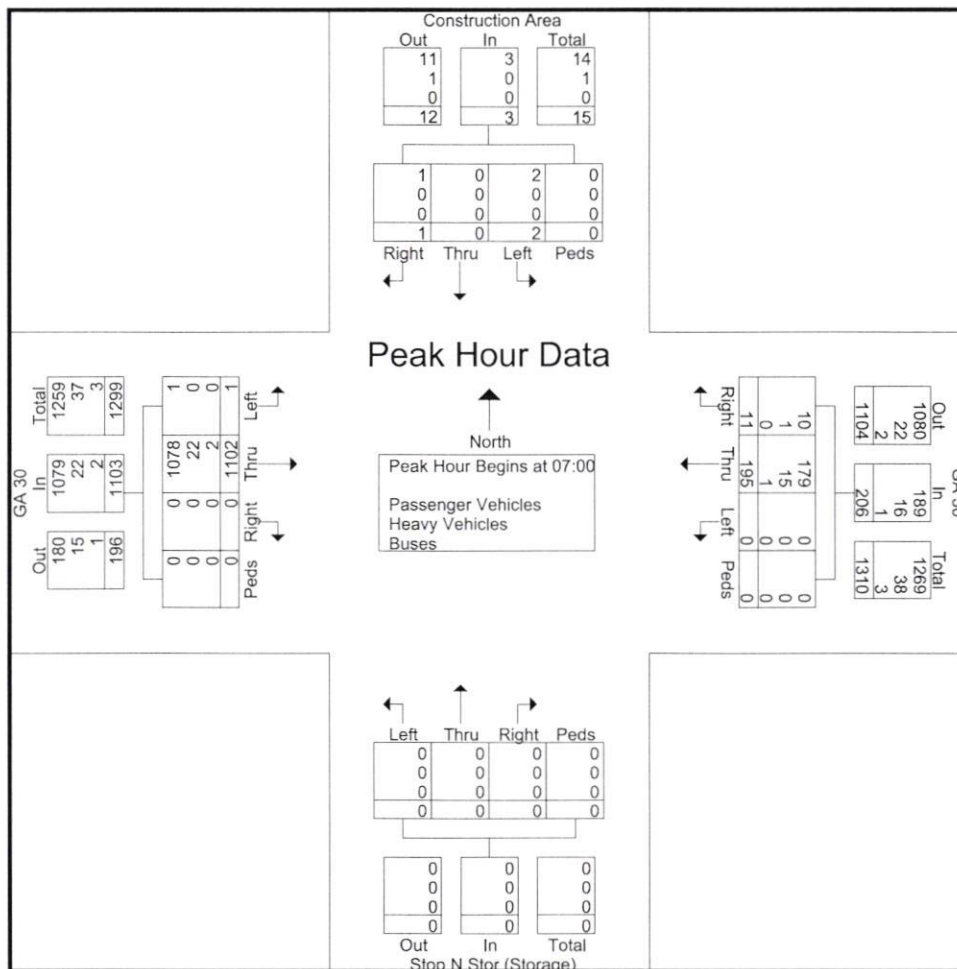 Construction Area
Out In Total
11 3 14
1 0 1
0 0 0
12 3 15
1 0 2 0
0 0 0 0
0 0 0 0
1 0 2 0
Right Thru Left Peds
Peak Hour Data
North
Peak Hour Begins at 07:00
Passenger Vehicles
Heavy Vehicles
Buses
GA 30
Out In Total
180 1079 1259
15 22 37
1 2 3
196 1103 1299
Peds Right Thru Left
0 0 1078 1
0 0 22 0
0 0 2 0
0 0 1102 1
Out In Total
1080 189 1269
22 16 38
2 1 3
1104 206 1310
Right Thru Left Peds
10 179 0 0
1 15 0 0
0 1 0 0
11 195 0 0
Left Thru Right Peds
0 0 0 0
0 0 0 0
0 0 0 0
0 0 0 0
0 0 0
0 0 0
0 0 0
0 0 0
Out In Total
Stop N Stor (Storage)